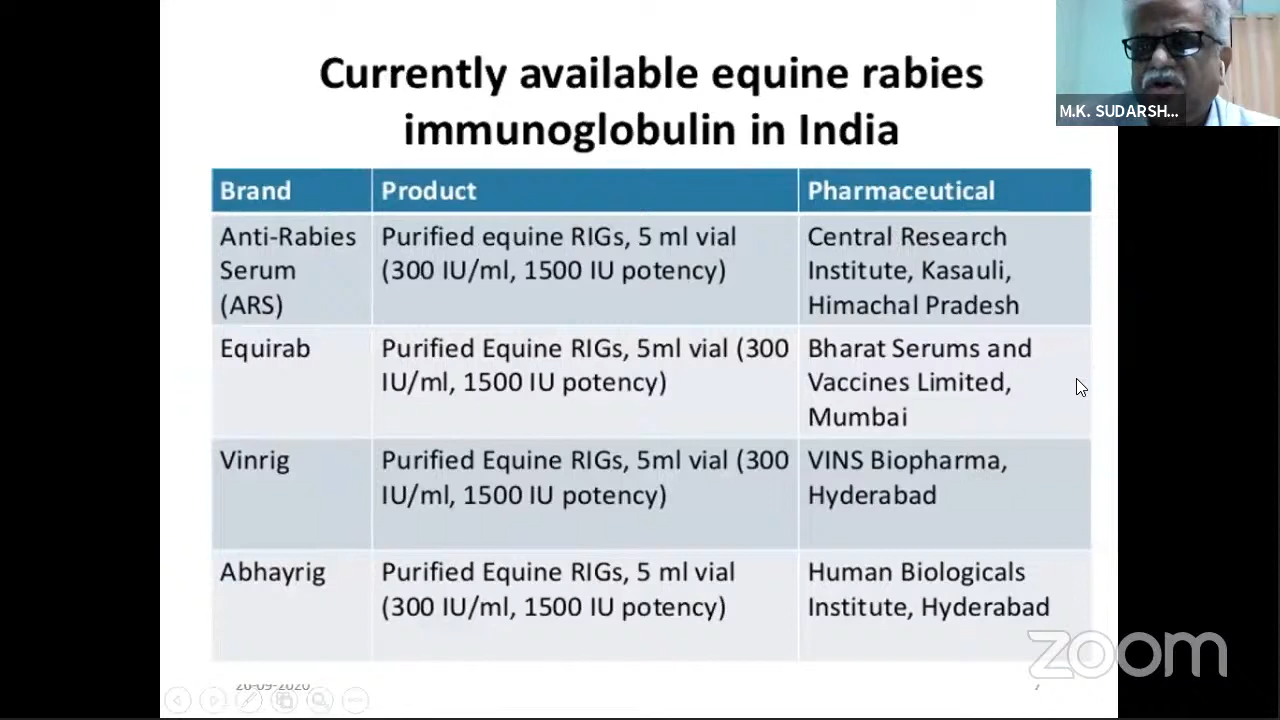 Currently available equine rabies
immunoglobulin in India
M.K. SUDARSH...
Brand
Product
Pharmaceutical
Anti-Rabies
Serum
(ARS)
Purified equine RIGs, 5 ml vial
(300 IU/ml, 1500 IU potency)
Central Research
Institute, Kasauli,
Himachal Pradesh
Equirab
Purified Equine RIGs, 5ml vial (300
IU/ml, 1500 IU potency)
Bharat Serums and
Vaccines Limited,
Mumbai
Vinrig
Purified Equine RIGs, 5ml vial (300
IU/ml, 1500 IU potency)
VINS Biopharma,
Hyderabad
Abhayrig
Purified Equine RIGs, 5 ml vial
(300 IU/ml, 1500 IU potency)
Human Biologicals
Institute, Hyderabad
zoom